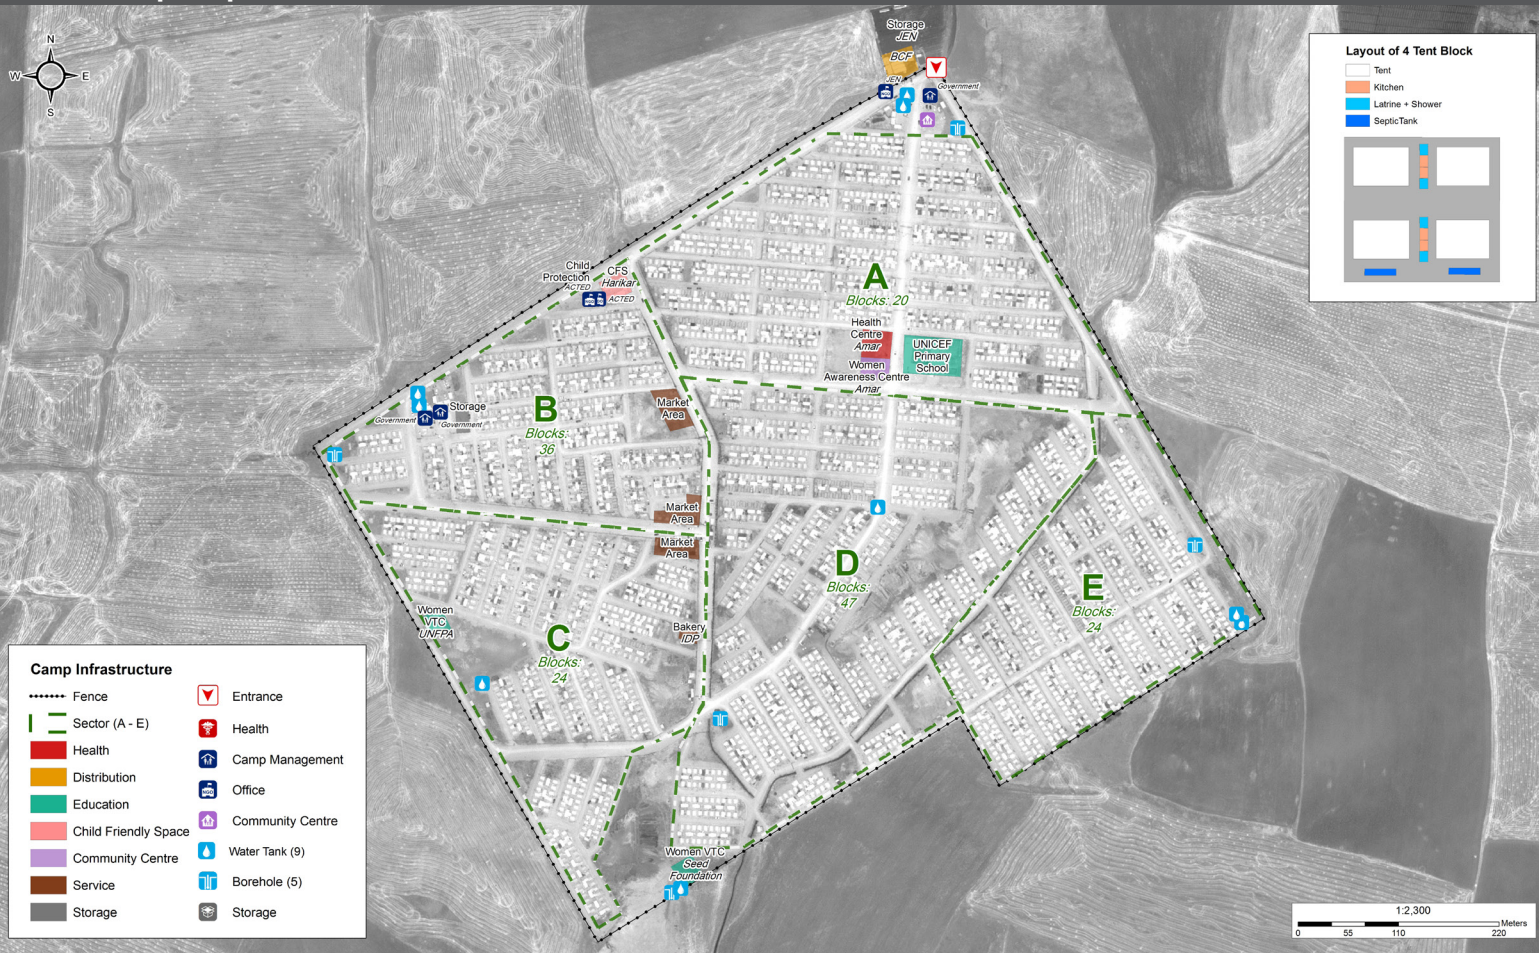 Storage
JEN
BCF
JEN
Government
N
W
E
S
Layout of 4 Tent Block
Tent
Kitchen
Latrine + Shower
SepticTank
Child
Protection
ACTED
CFS
Harikar
ACTED
A
Blocks: 20
Health
Centre
Amar
UNICEF
Primary
School
Women
Awareness Centre
Amar
Storage
Government
Government
B
Blocks:
36
Market
Area
Market
Area
Market
Area
D
Blocks:
47
E
Blocks:
24
Women
VTC
UNFPA
C
Blocks:
24
Bakery
IDP
Women VTC
Seed
Foundation
Camp Infrastructure
Fence
Sector (A - E)
Health
Distribution
Education
Child Friendly Space
Community Centre
Service
Storage
Entrance
Health
Camp Management
NGO
Office
Community Centre
Water Tank (9)
Borehole (5)
Storage
1:2,300
Meters
0 55 110 220